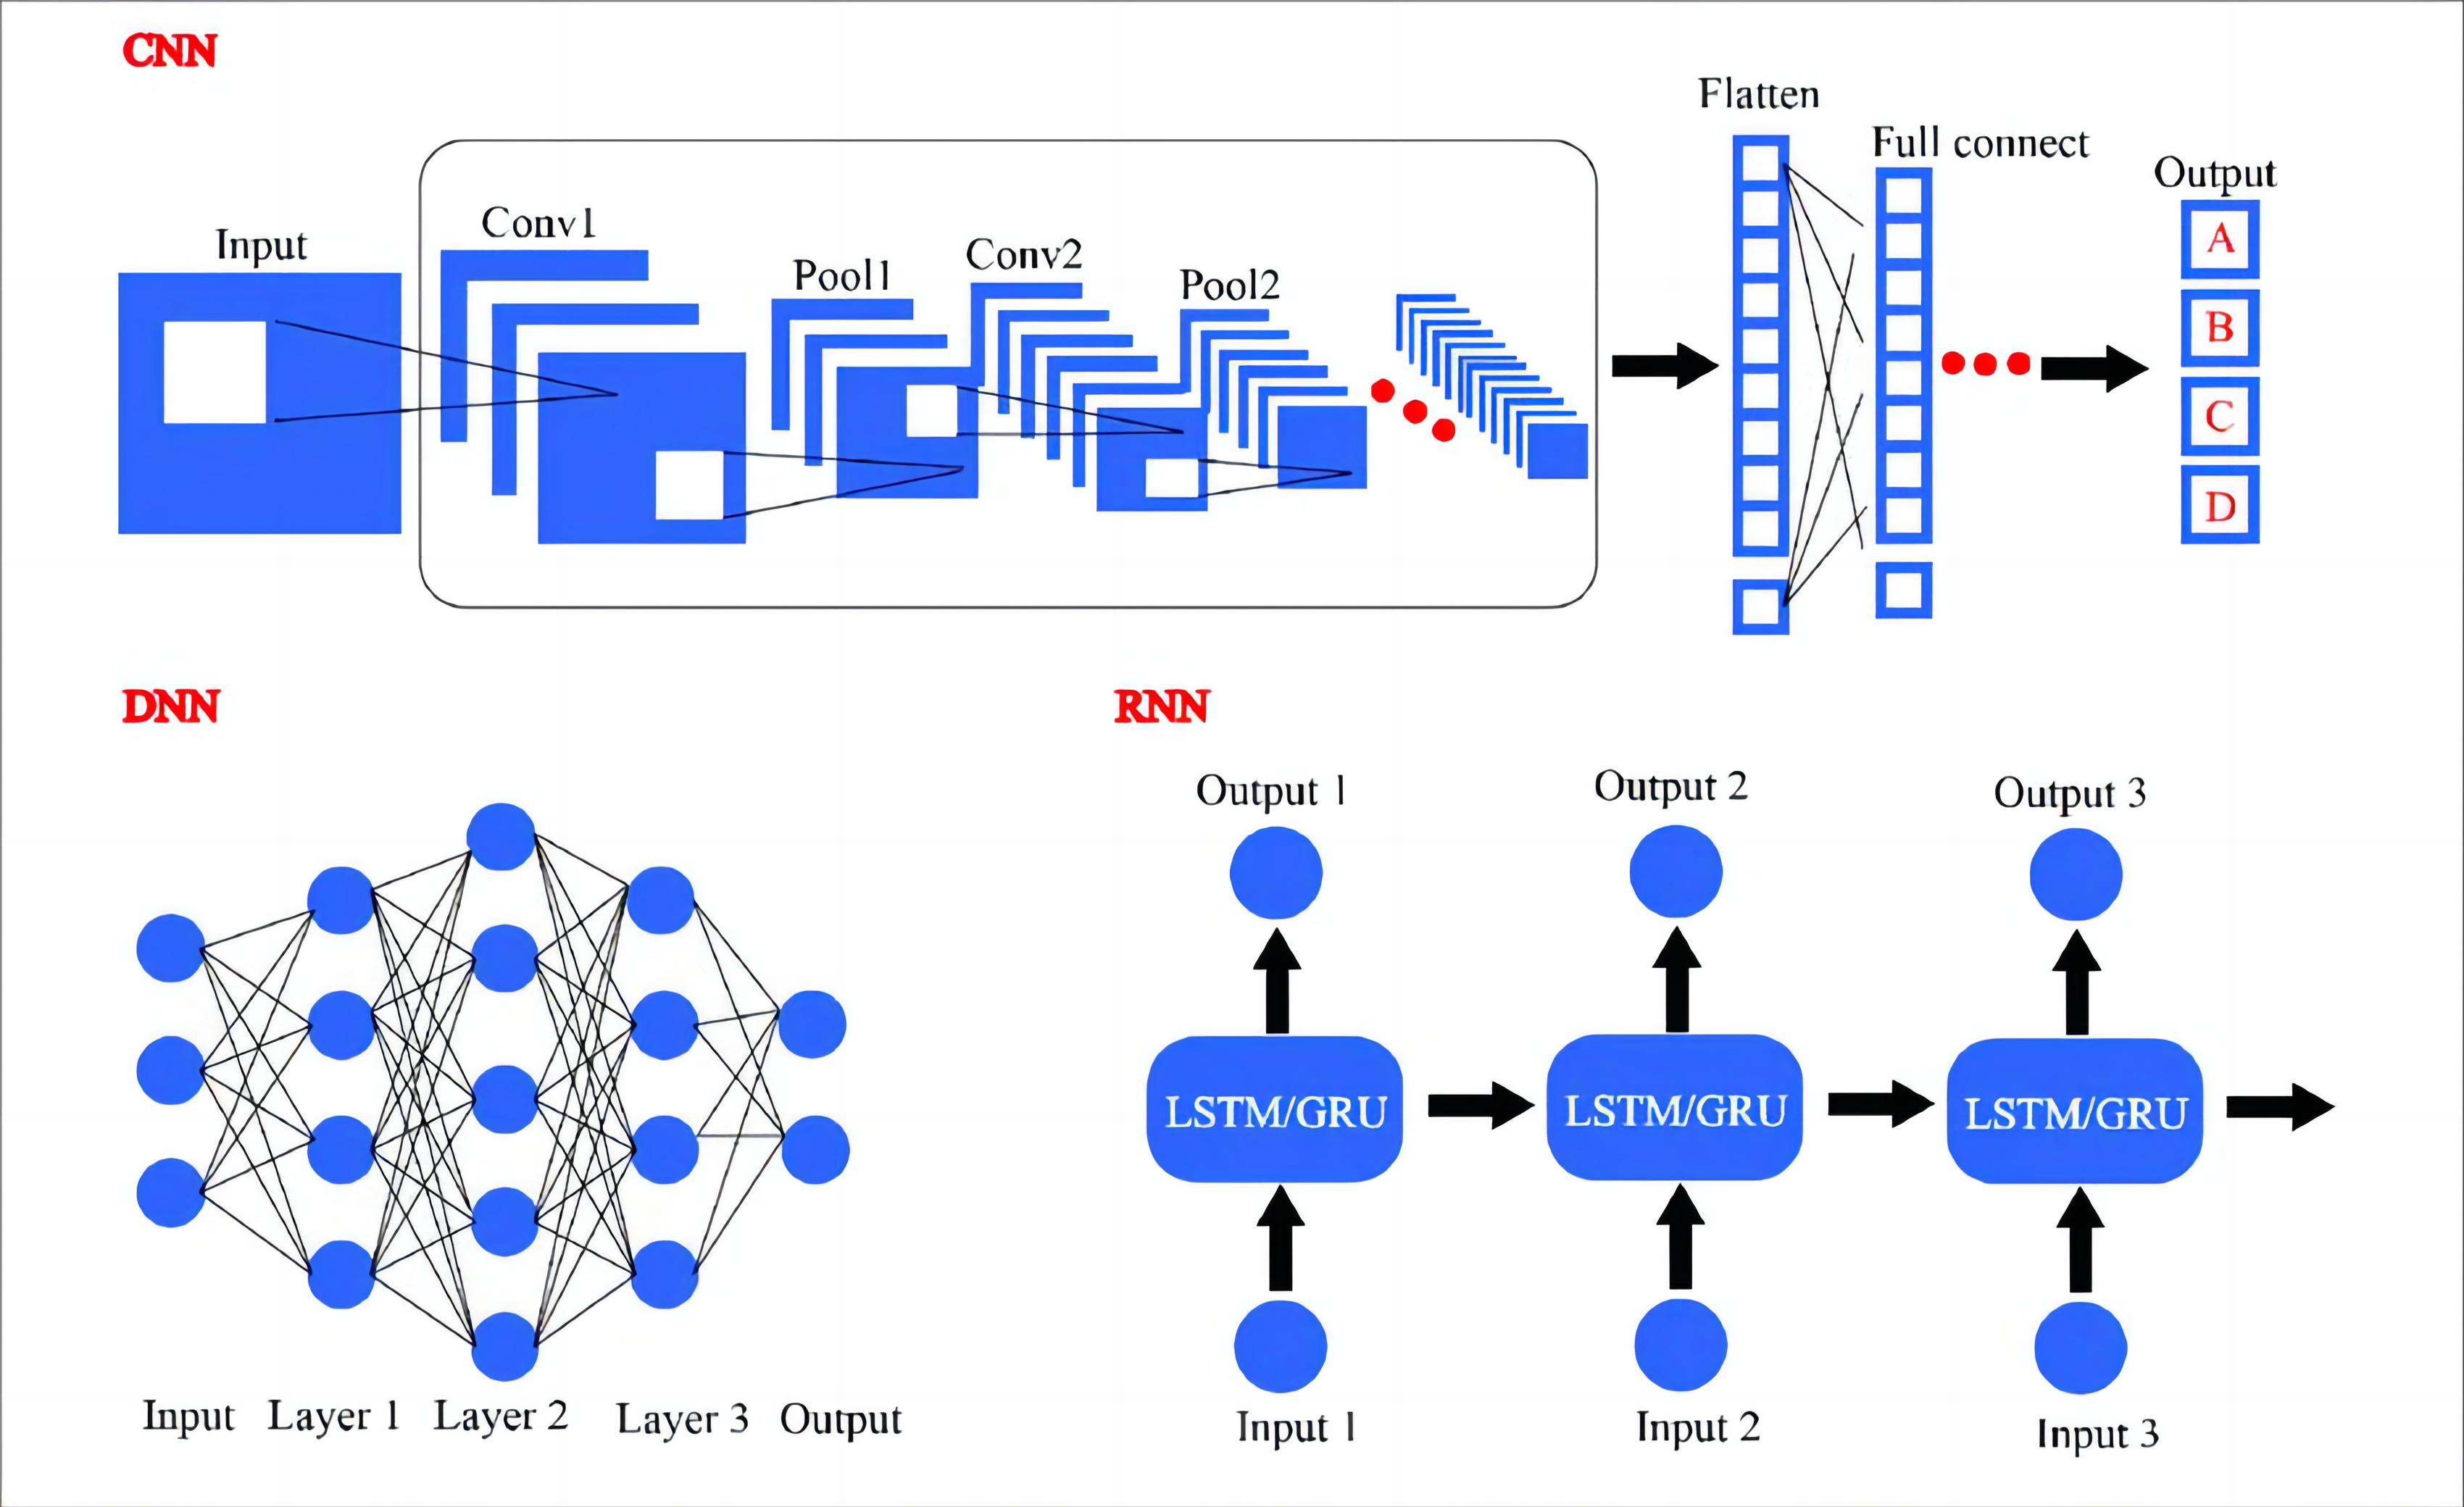 CNN
Flatten
Full connect
Output
Input
Conv1
Pool1
Conv2
Pool2
A
B
C
D
DNN
RNN
Output 1
Output 2
Output 3
LSTM/GRU
LSTM/GRU
LSTM/GRU
Input
Layer 1
Layer 2
Layer 3
Output
Input 1
Input 2
Input 3